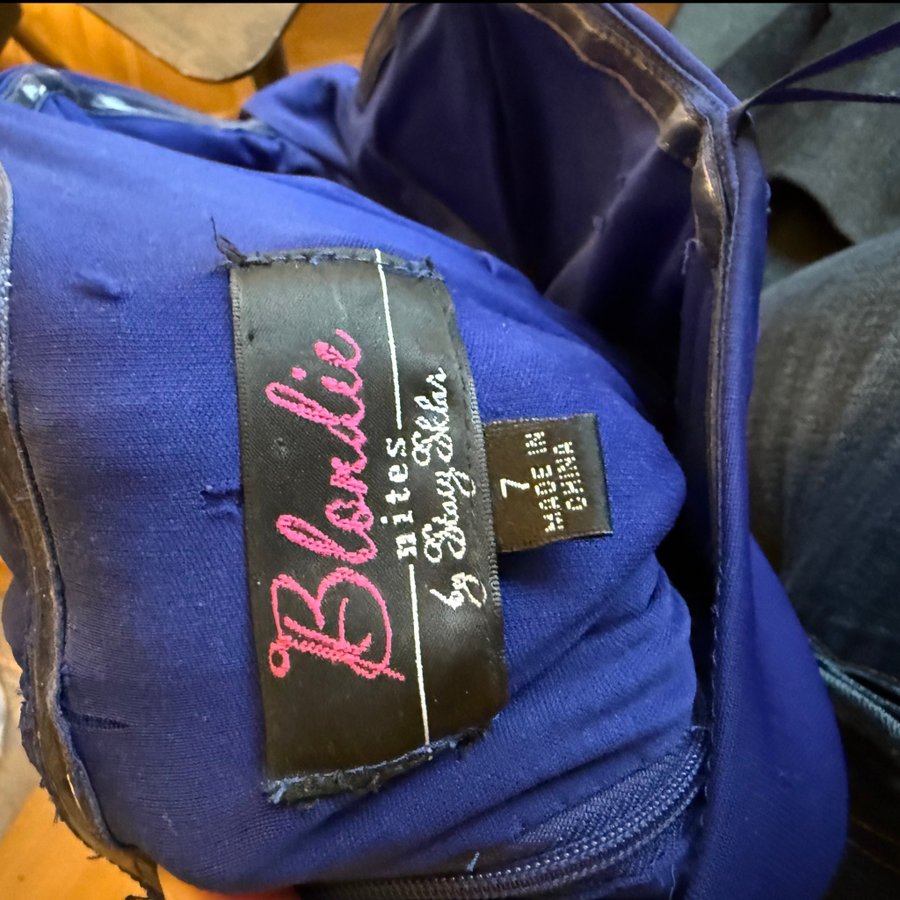 Blondie
nites
by Stacy Sklar
7
MADE IN
CHINA